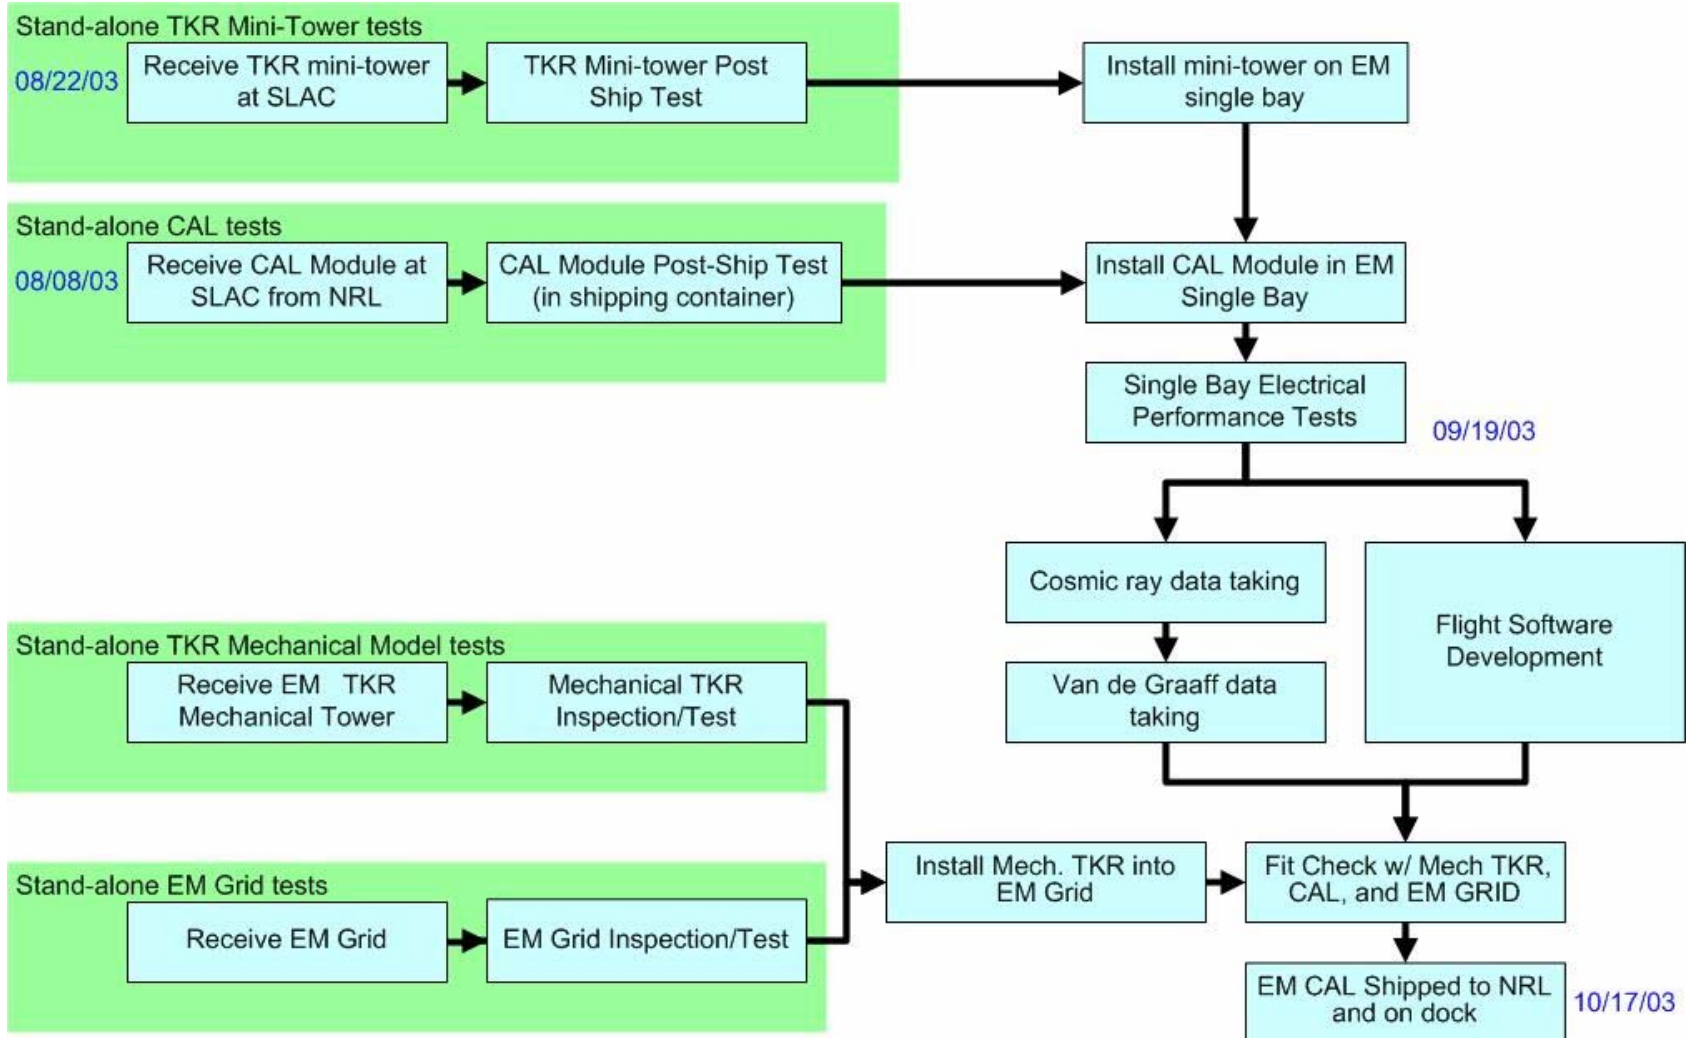 Stand-alone TKR Mini-Tower tests
08/22/03
Receive TKR mini-tower
at SLAC
TKR Mini-tower Post
Ship Test
Install mini-tower on EM
single bay
Stand-alone CAL tests
08/08/03
Receive CAL Module at
SLAC from NRL
CAL Module Post-Ship Test
(in shipping container)
Install CAL Module in EM
Single Bay
Single Bay Electrical
Performance Tests
09/19/03
Cosmic ray data taking
Flight Software
Development
Van de Graaff data
taking
Stand-alone TKR Mechanical Model tests
Receive EM TKR
Mechanical Tower
Mechanical TKR
Inspection/Test
Install Mech. TKR into
EM Grid
Fit Check w/ Mech TKR,
CAL, and EM GRID
Stand-alone EM Grid tests
Receive EM Grid
EM Grid Inspection/Test
EM CAL Shipped to NRL
and on dock
10/17/03